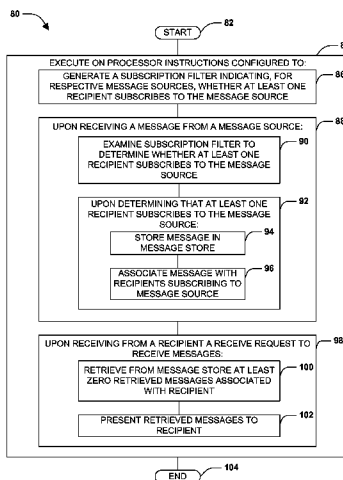 80
START
82
EXECUTE ON PROCESSOR INSTRUCTIONS CONFIGURED TO:
GENERATE A SUBSCRIPTION FILTER INDICATING, FOR
RESPECTIVE MESSAGE SOURCES, WHETHER AT LEAST ONE
RECIPIENT SUBSCRIBES TO THE MESSAGE SOURCE
UPON RECEIVING A MESSAGE FROM A MESSAGE SOURCE:
EXAMINE SUBSCRIPTION FILTER TO
DETERMINE WHETHER AT LEAST ONE
RECIPIENT SUBSCRIBES TO THE MESSAGE
SOURCE
90
UPON DETERMINING THAT AT LEAST ONE
RECIPIENT SUBSCRIBES TO THE MESSAGE
SOURCE:
92
STORE MESSAGE IN
MESSAGE STORE
94
ASSOCIATE MESSAGE WITH
RECIPIENTS SUBSCRIBING TO
MESSAGE SOURCE
96
UPON RECEIVING FROM A RECIPIENT A RECEIVE REQUEST TO
RECEIVE MESSAGES:
98
RETRIEVE FROM MESSAGE STORE AT LEAST
ZERO RETRIEVED MESSAGES ASSOCIATED
WITH RECIPIENT
100
PRESENT RETRIEVED MESSAGES TO
RECIPIENT
102
END
104